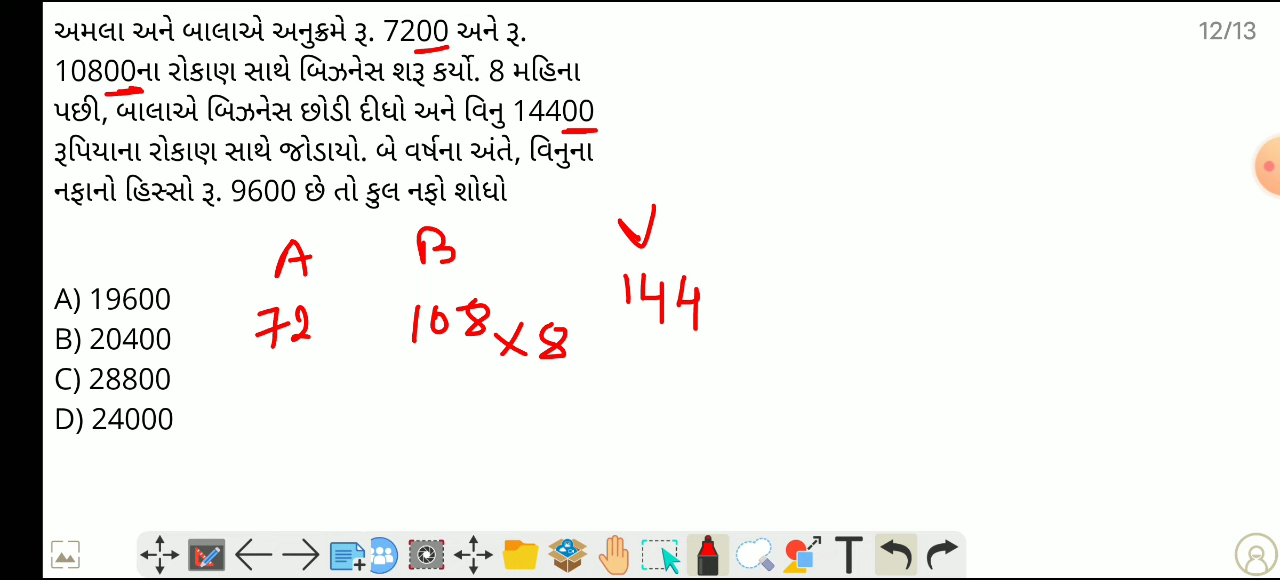 અમલા અને બાલાએ અનુક્રમે રૂ. 7200 અને રૂ.
12/13
10800ના રોકાણ સાથે બિઝનેસ શરૂ કર્યો. 8 મહિના
પછી, બાલાએ બિઝનેસ છોડી દીધો અને વિનુ 14400
રૂપિયાના રોકાણ સાથે જોડાયો. બે વર્ષના અંતે, વિનુના
નફાનો હિસ્સો રૂ. 9600 છે તો કુલ નફો શોધો
A B V
72 108 × 8 144
A) 19600
B) 20400
C) 28800
D) 24000
T